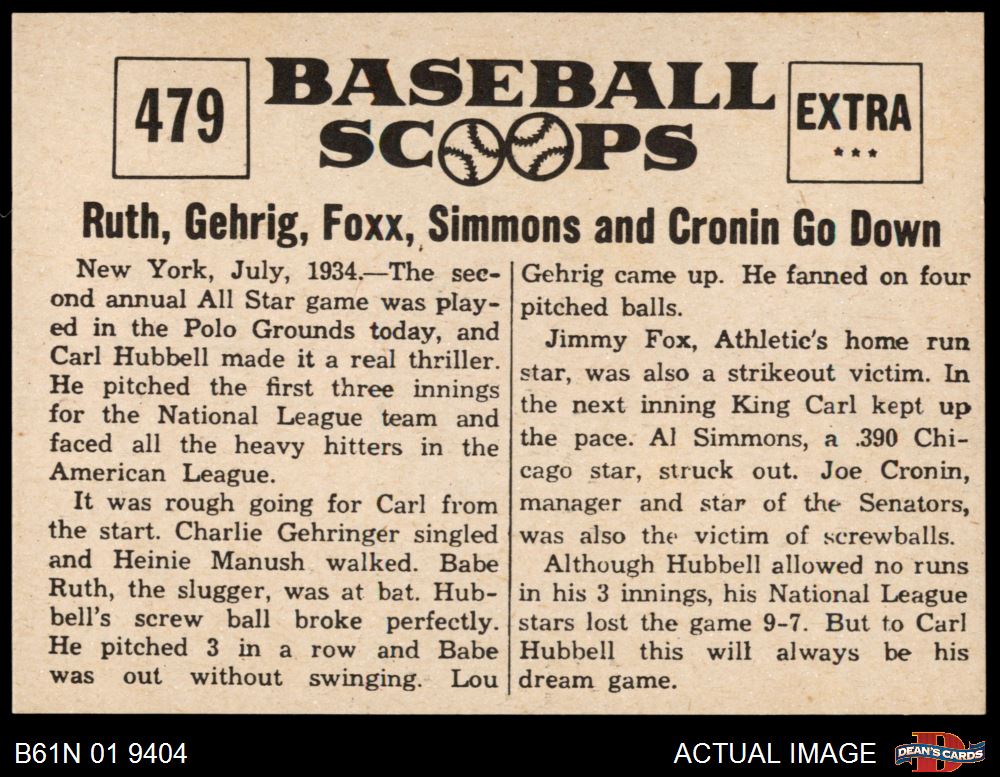 479
BASEBALL
SCOOPS
EXTRA
***
Ruth, Gehrig, Foxx, Simmons and Cronin Go Down
New York, July, 1934.—The sec-
ond annual All Star game was play-
ed in the Polo Grounds today, and
Carl Hubbell made it a real thriller.
He pitched the first three innings
for the National League team and
faced all the heavy hitters in the
American League.
It was rough going for Carl from
the start. Charlie Gehringer singled
and Heinie Manush walked. Babe
Ruth, the slugger, was at bat. Hub-
bell's screw ball broke perfectly.
He pitched 3 in a row and Babe
was out without swinging. Lou
Gehrig came up. He fanned on four
pitched balls.
Jimmy Fox, Athletic's home run
star, was also a strikeout victim. In
the next inning King Carl kept up
the pace. Al Simmons, a .390 Chi-
cago star, struck out. Joe Cronin,
manager and star of the Senators,
was also the victim of screwballs.
Although Hubbell allowed no runs
in his 3 innings, his National League
stars lost the game 9-7. But to Carl
Hubbell this will always be his
dream game.
B61N 01 9404
ACTUAL IMAGE
D
DEAN'S CARDS